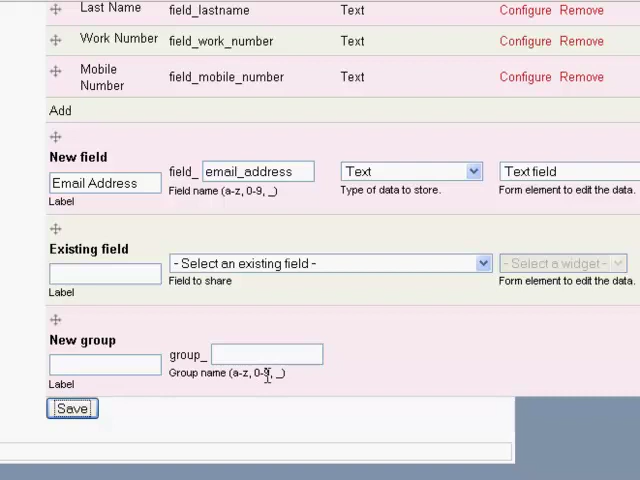 Last Name field_lastname Text Configure Remove
Work Number field_work_number Text Configure Remove
Mobile Number field_mobile_number Text Configure Remove
Add
New field
Email Address field_ email_address Text Text field
Label Field name (a-z, 0-9, _) Type of data to store. Form element to edit the data.
Existing field
- Select an existing field - - Select a widget -
Label Field to share Form element to edit the data.
New group
group_
Label Group name (a-z, 0-9, _)
Save